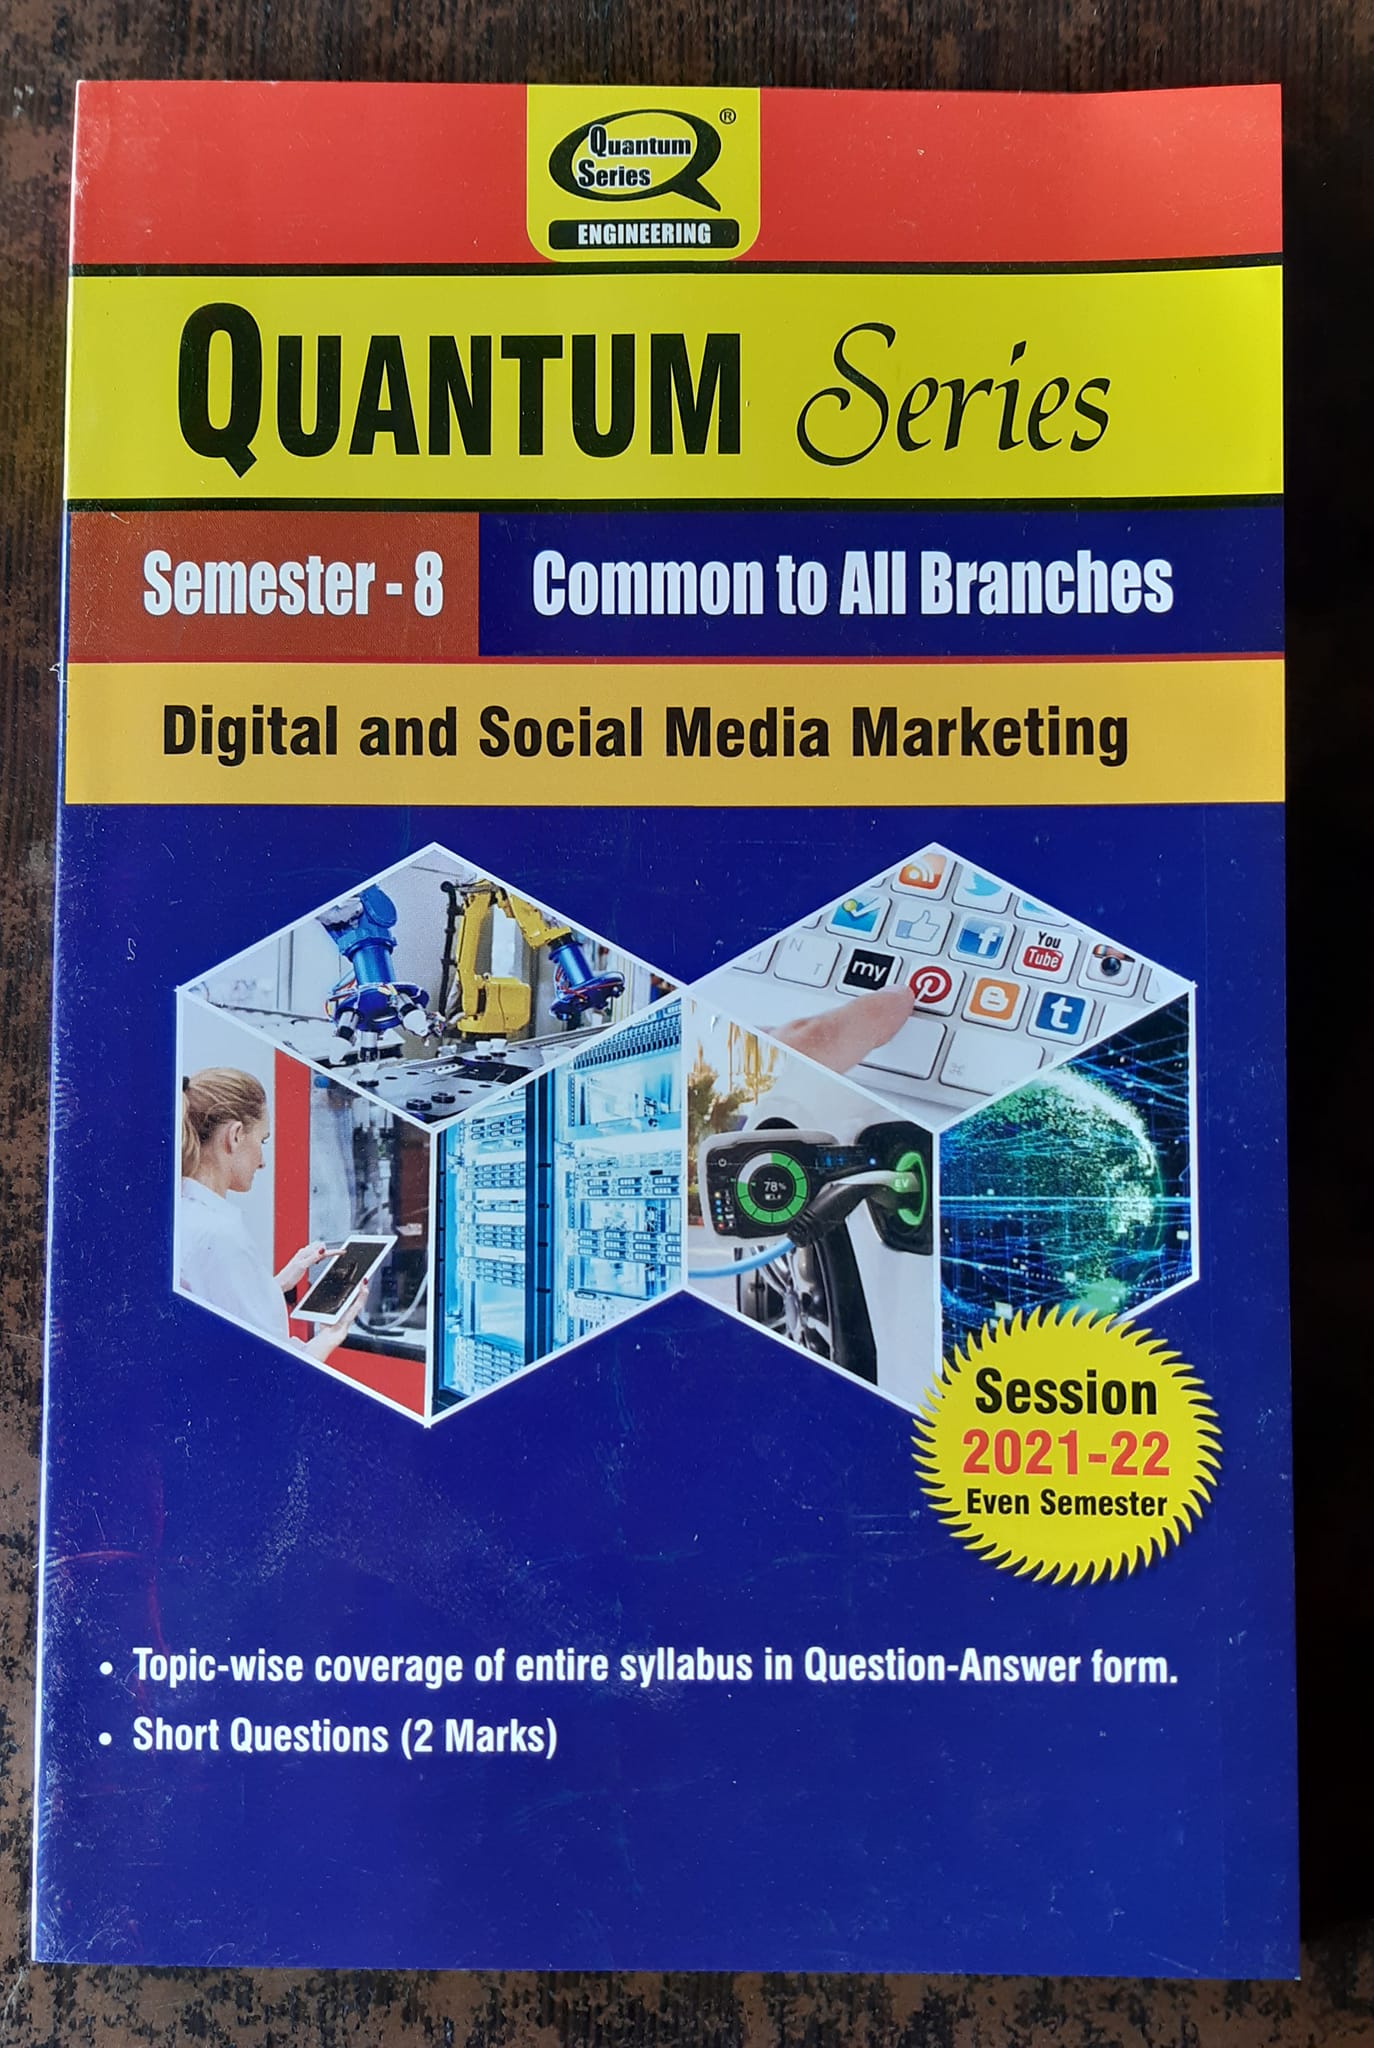 Quantum
Series
®
ENGINEERING
QUANTUM Series
Semester - 8
Common to All Branches
Digital and Social Media Marketing
my
You
Tube
N
T
78%
EV
Session
2021-22
Even Semester
• Topic-wise coverage of entire syllabus in Question-Answer form.
• Short Questions (2 Marks)